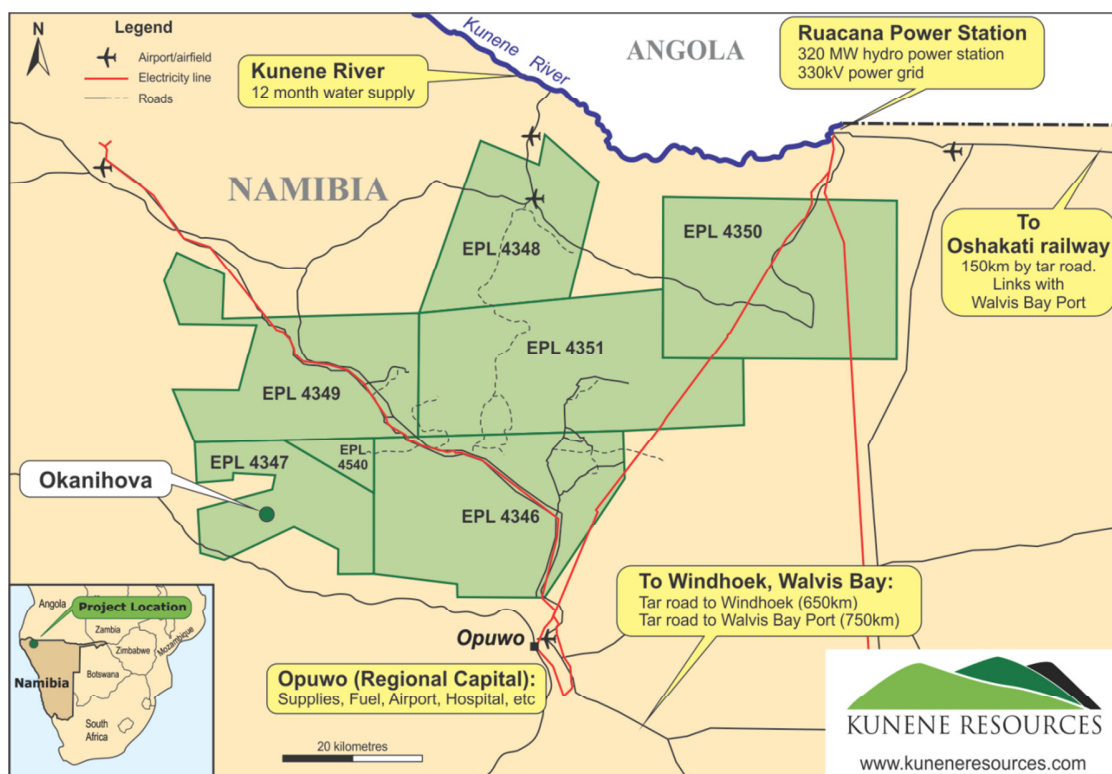 N
Legend
Airport/airfield
Electricity line
Roads
Kunene River
12 month water supply
Kunene
River
ANGOLA
Ruacana Power Station
320 MW hydro power station
330kV power grid
NAMIBIA
EPL 4348
EPL 4350
To
Oshakati railway
150km by tar road.
Links with
Walvis Bay Port
EPL 4351
EPL 4349
EPL 4347
EPL
4540
Okanihova
EPL 4346
To Windhoek, Walvis Bay:
Tar road to Windhoek (650km)
Tar road to Walvis Bay Port (750km)
Opuwo
Opuwo (Regional Capital):
Supplies, Fuel, Airport, Hospital, etc
20 kilometres
Angola
Project Location
Zambia
Mozambique
Zimbabwe
Namibia
Botswana
South
Africa
KUNENE RESOURCES
www.kuneneresources.com